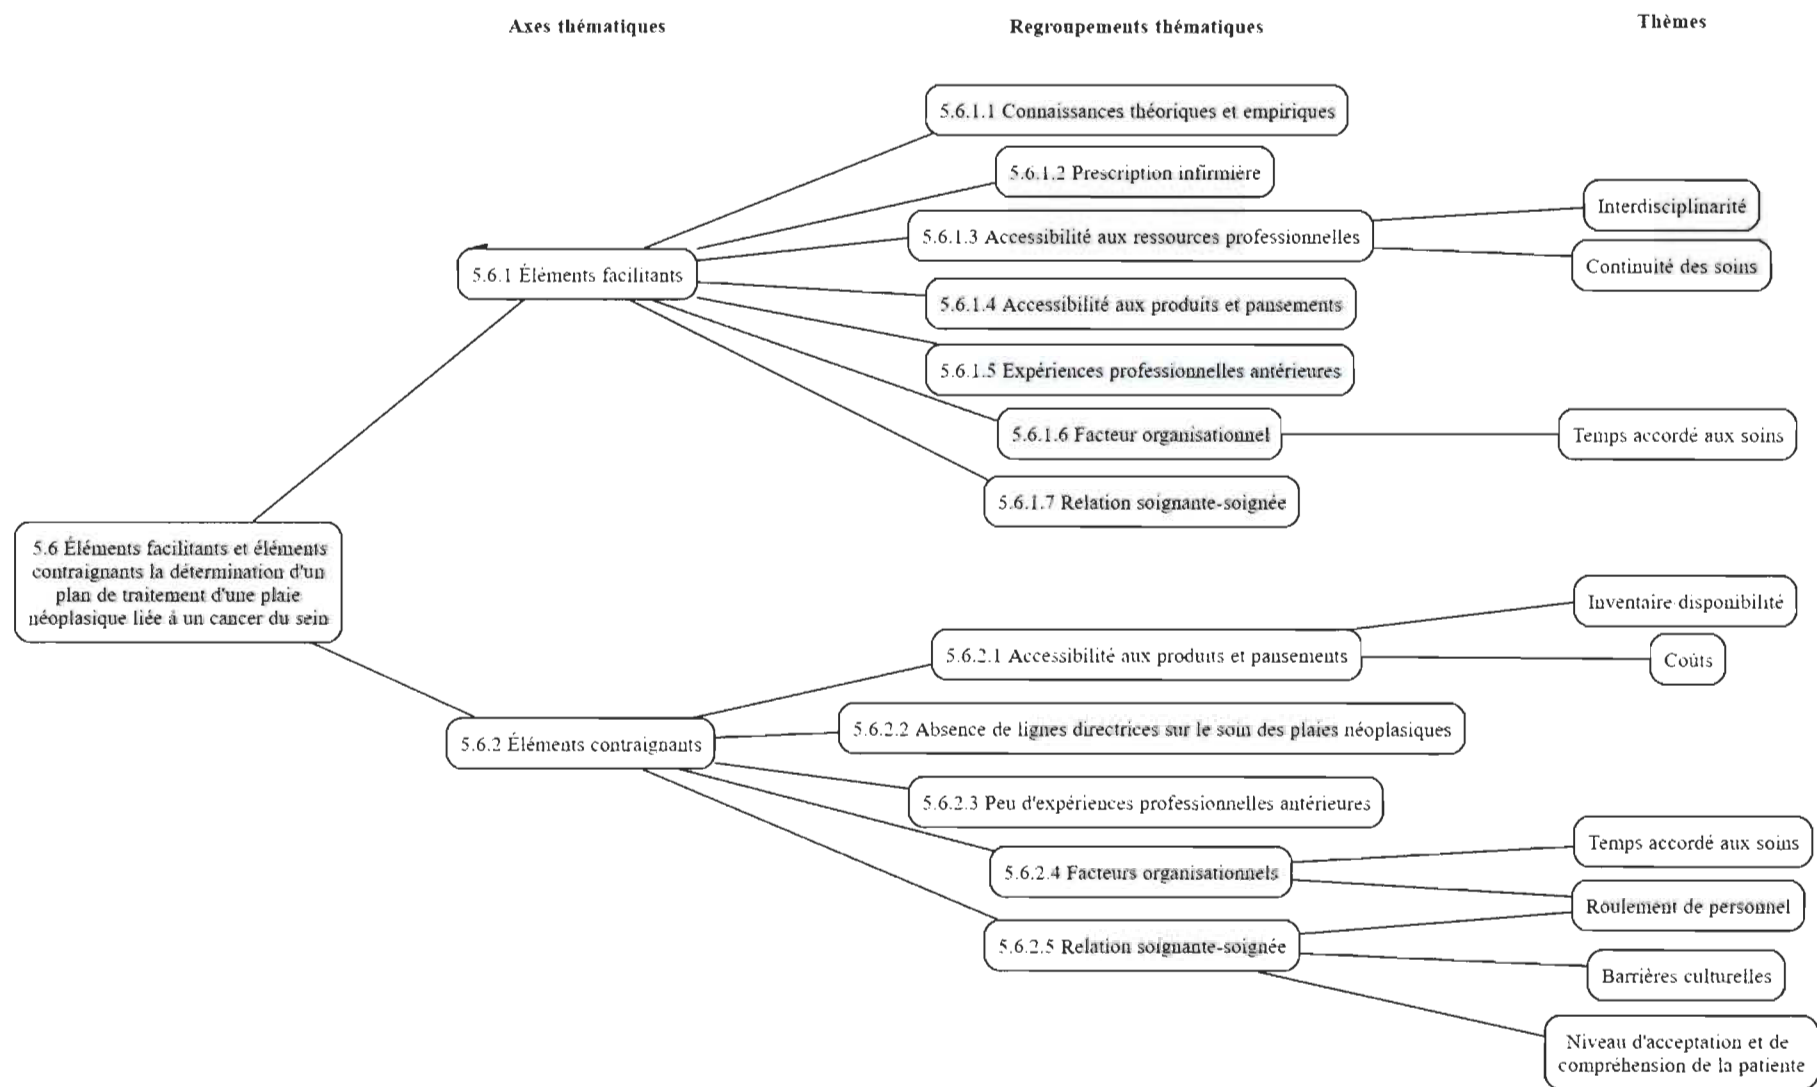 Axes thématiques
Regroupements thématiques
Thèmes
5.6.1.1 Connaissances théoriques et empiriques
5.6.1.2 Prescription infirmière
Interdisciplinarité
5.6.1.3 Accessibilité aux ressources professionnelles
Continuité des soins
5.6.1 Éléments facilitants
5.6.1.4 Accessibilité aux produits et pansements
5.6.1.5 Expériences professionnelles antérieures
5.6.1.6 Facteur organisationnel
Temps accordé aux soins
5.6.1.7 Relation soignante-soignée
5.6 Éléments facilitants et éléments
contraignants la détermination d'un
plan de traitement d'une plaie
néoplasique liée à un cancer du sein
Inventaire disponibilité
5.6.2.1 Accessibilité aux produits et pansements
Coûts
5.6.2.2 Absence de lignes directrices sur le soin des plaies néoplasiques
5.6.2 Éléments contraignants
5.6.2.3 Peu d'expériences professionnelles antérieures
Temps accordé aux soins
5.6.2.4 Facteurs organisationnels
Roulement de personnel
5.6.2.5 Relation soignante-soignée
Barrières culturelles
Niveau d'acceptation et de
compréhension de la patiente